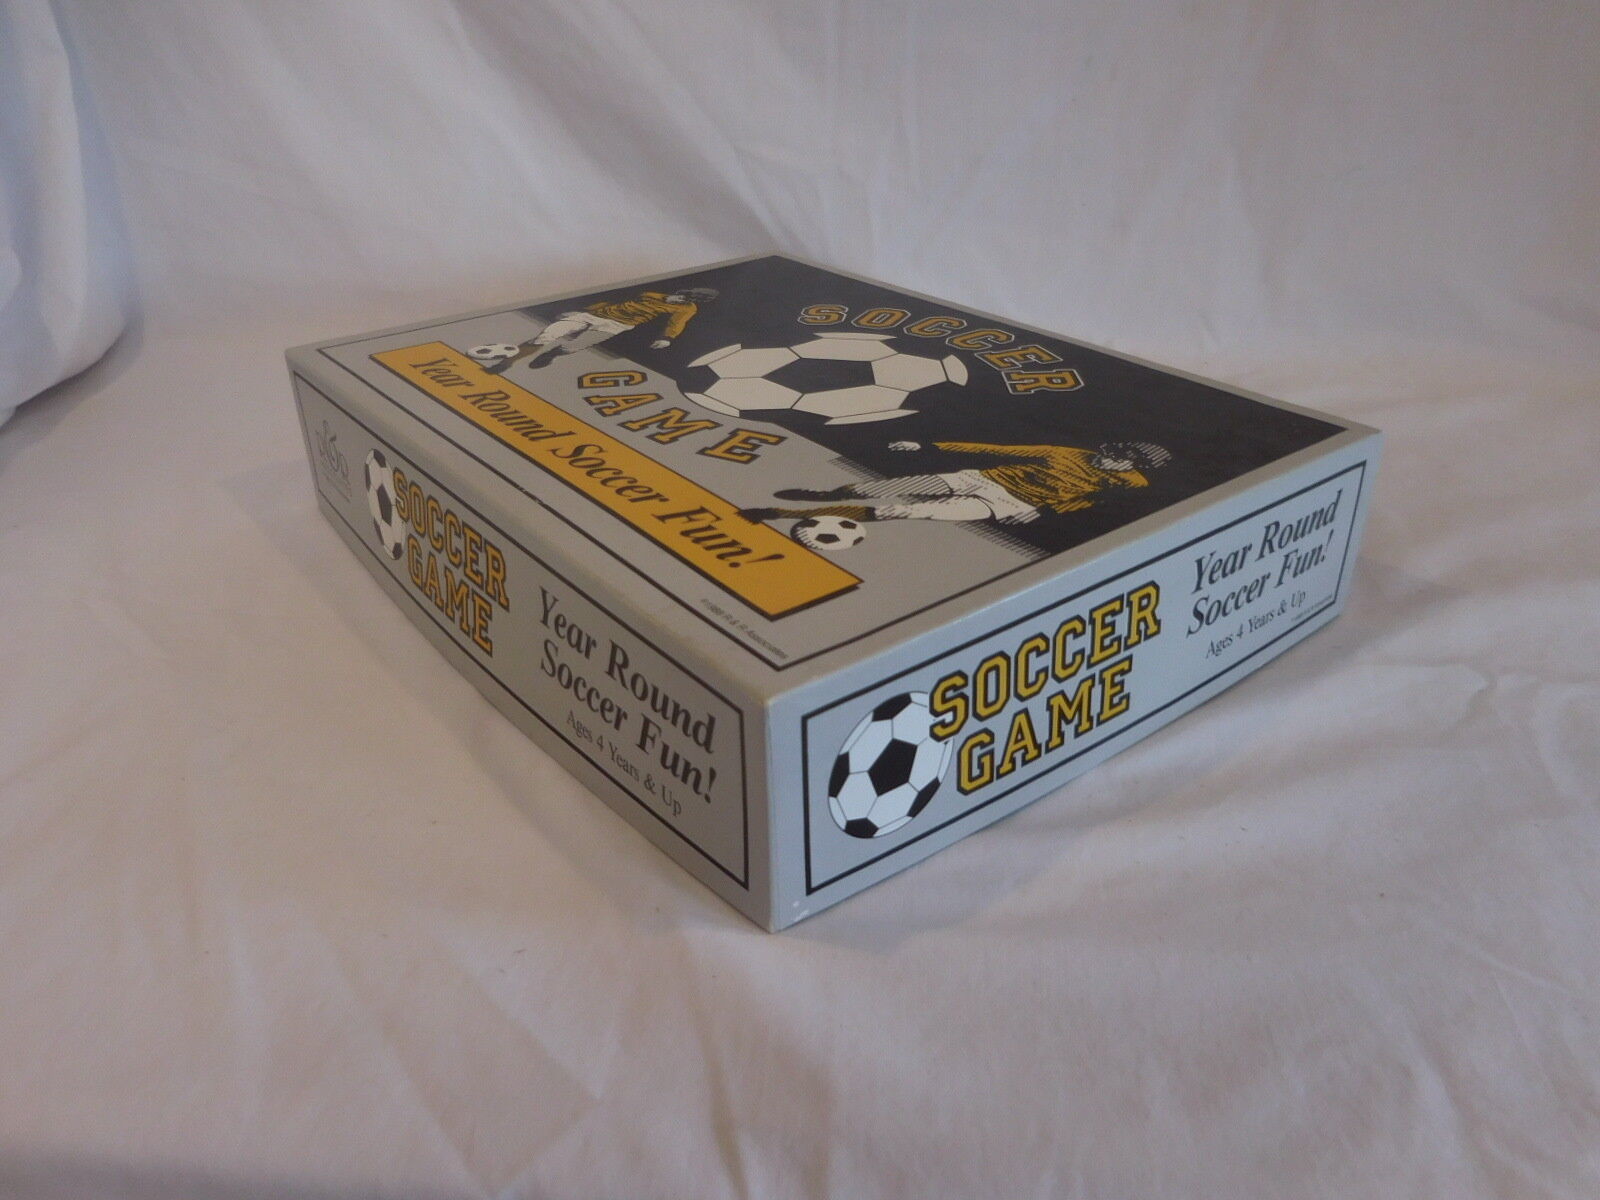 SOCCER
GAME
Year Round Soccer Fun!
SOCCER
GAME
Year Round
Soccer Fun!
Ages 4 Years & Up
SOCCER
GAME
Year Round
Soccer Fun!
Ages 4 Years & Up